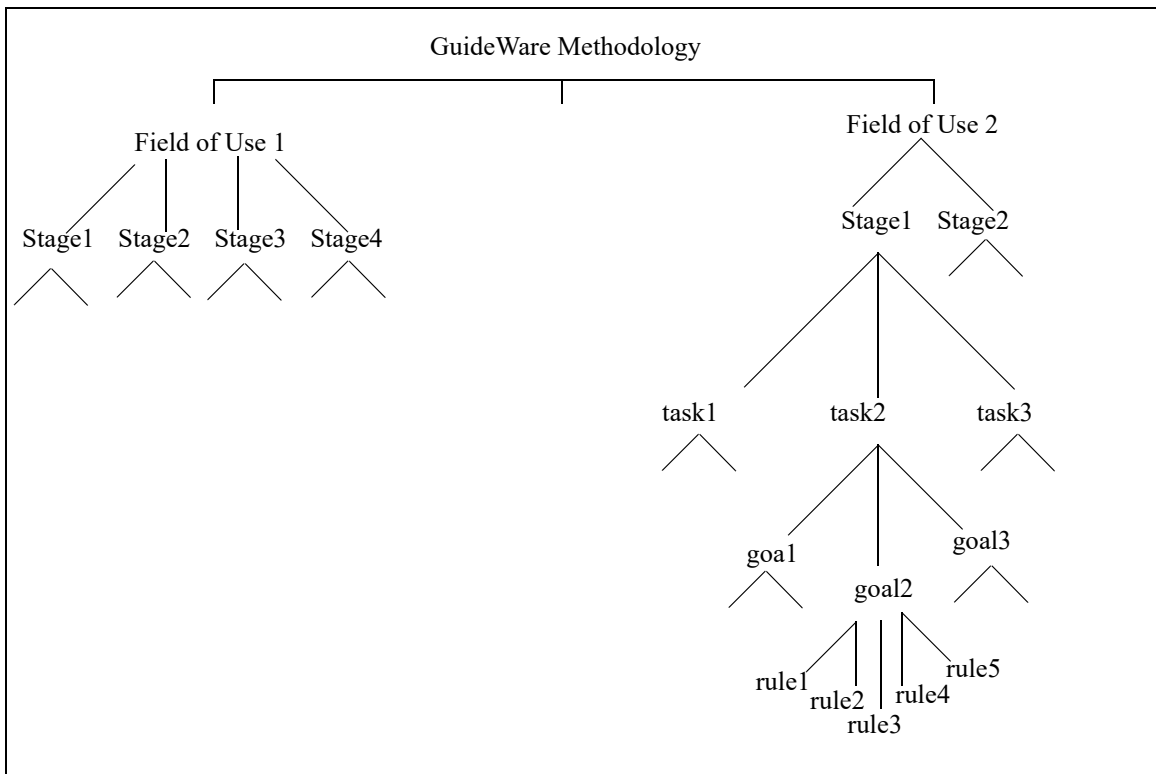 GuideWare Methodology
Field of Use 1
Field of Use 2
Stage1 Stage2 Stage3 Stage4
Stage1 Stage2
task1 task2 task3
goa1
goal2
goal3
rule1
rule2
rule3
rule4
rule5